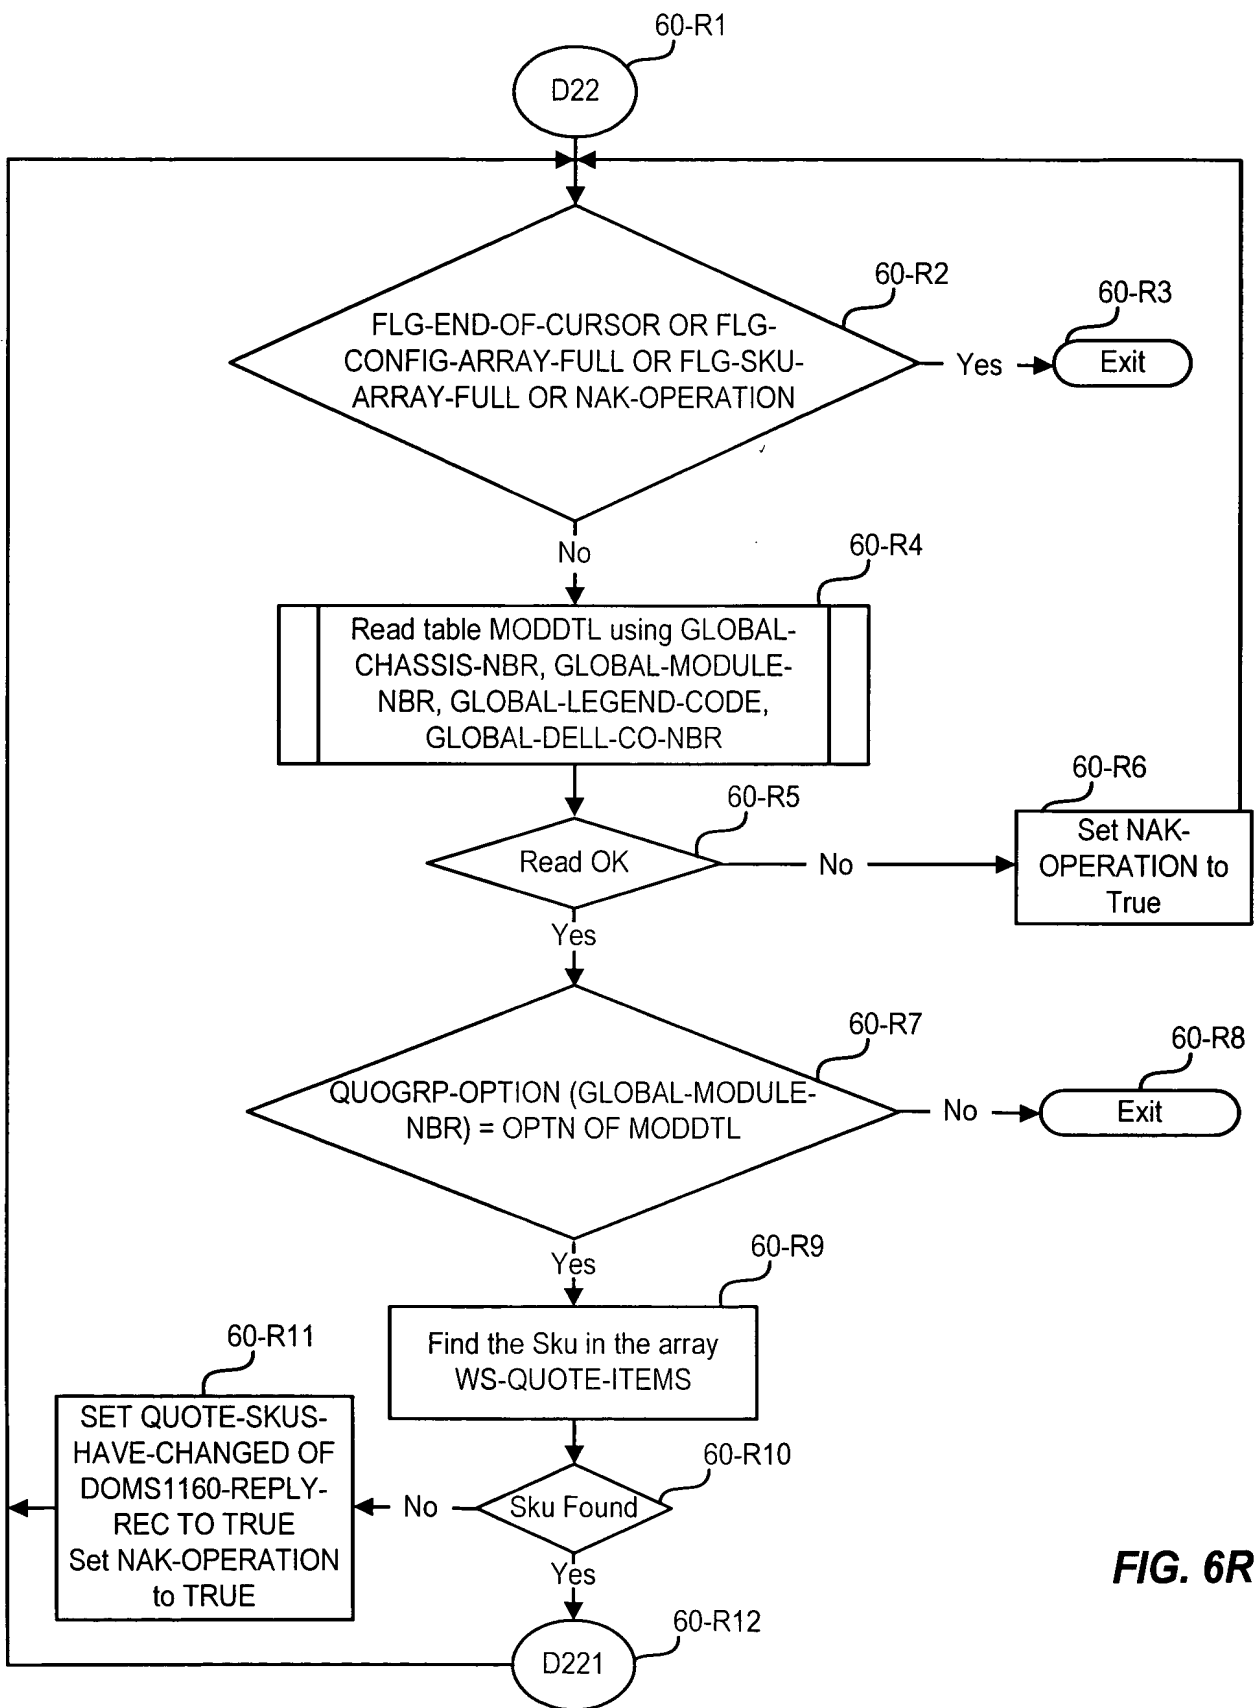 60-R1
D22
60-R2
FLG-END-OF-CURSOR OR FLG-
CONFIG-ARRAY-FULL OR FLG-SKU-
ARRAY-FULL OR NAK-OPERATION
Yes
60-R3
Exit
No
60-R4
Read table MODDTL using GLOBAL-
CHASSIS-NBR, GLOBAL-MODULE-
NBR, GLOBAL-LEGEND-CODE,
GLOBAL-DELL-CO-NBR
60-R5
Read OK
No
60-R6
Set NAK-
OPERATION to
True
Yes
60-R7
QUOGRP-OPTION (GLOBAL-MODULE-
NBR) = OPTN OF MODDTL
No
60-R8
Exit
Yes
60-R9
Find the Sku in the array
WS-QUOTE-ITEMS
60-R10
Sku Found
No
60-R11
SET QUOTE-SKUS-
HAVE-CHANGED OF
DOMS1160-REPLY-
REC TO TRUE
Set NAK-OPERATION
to TRUE
Yes
60-R12
D221
FIG. 6R